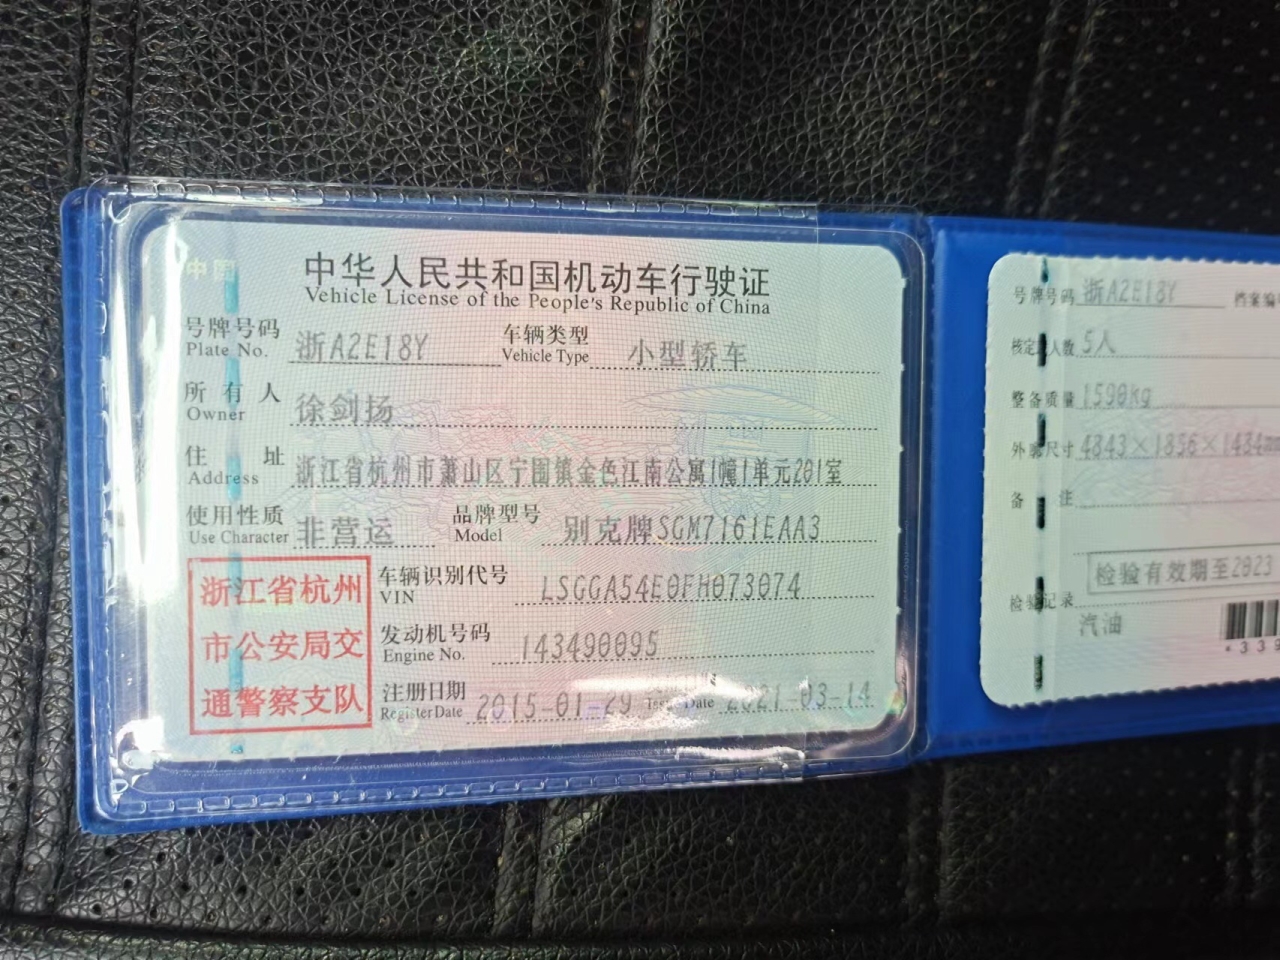 中国
中华人民共和国机动车行驶证
Vehicle License of the People's Republic of China
号牌号码 Plate No. 浙A2E18Y 车辆类型 Vehicle Type 小型轿车
所有人 Owner 徐剑扬
住址 Address 浙江省杭州市萧山区宁围镇金色江南公寓1幢1单元201室
使用性质 Use Character 非营运 品牌型号 Model 别克牌SGM7161EAA3
浙江省杭州
市公安局交
通警察支队
车辆识别代号 VIN LSGGA54E0FH073074
发动机号码 Engine No. 143490095
注册日期 Register Date 2015-01-29 Issue Date 2021-03-14
号牌号码 浙A2E18Y 档案编
核定载人数 5人
整备质量 1590kg
外廓尺寸 4843×1856×1484mm
备注
检验有效期至2023
检验记录
汽油